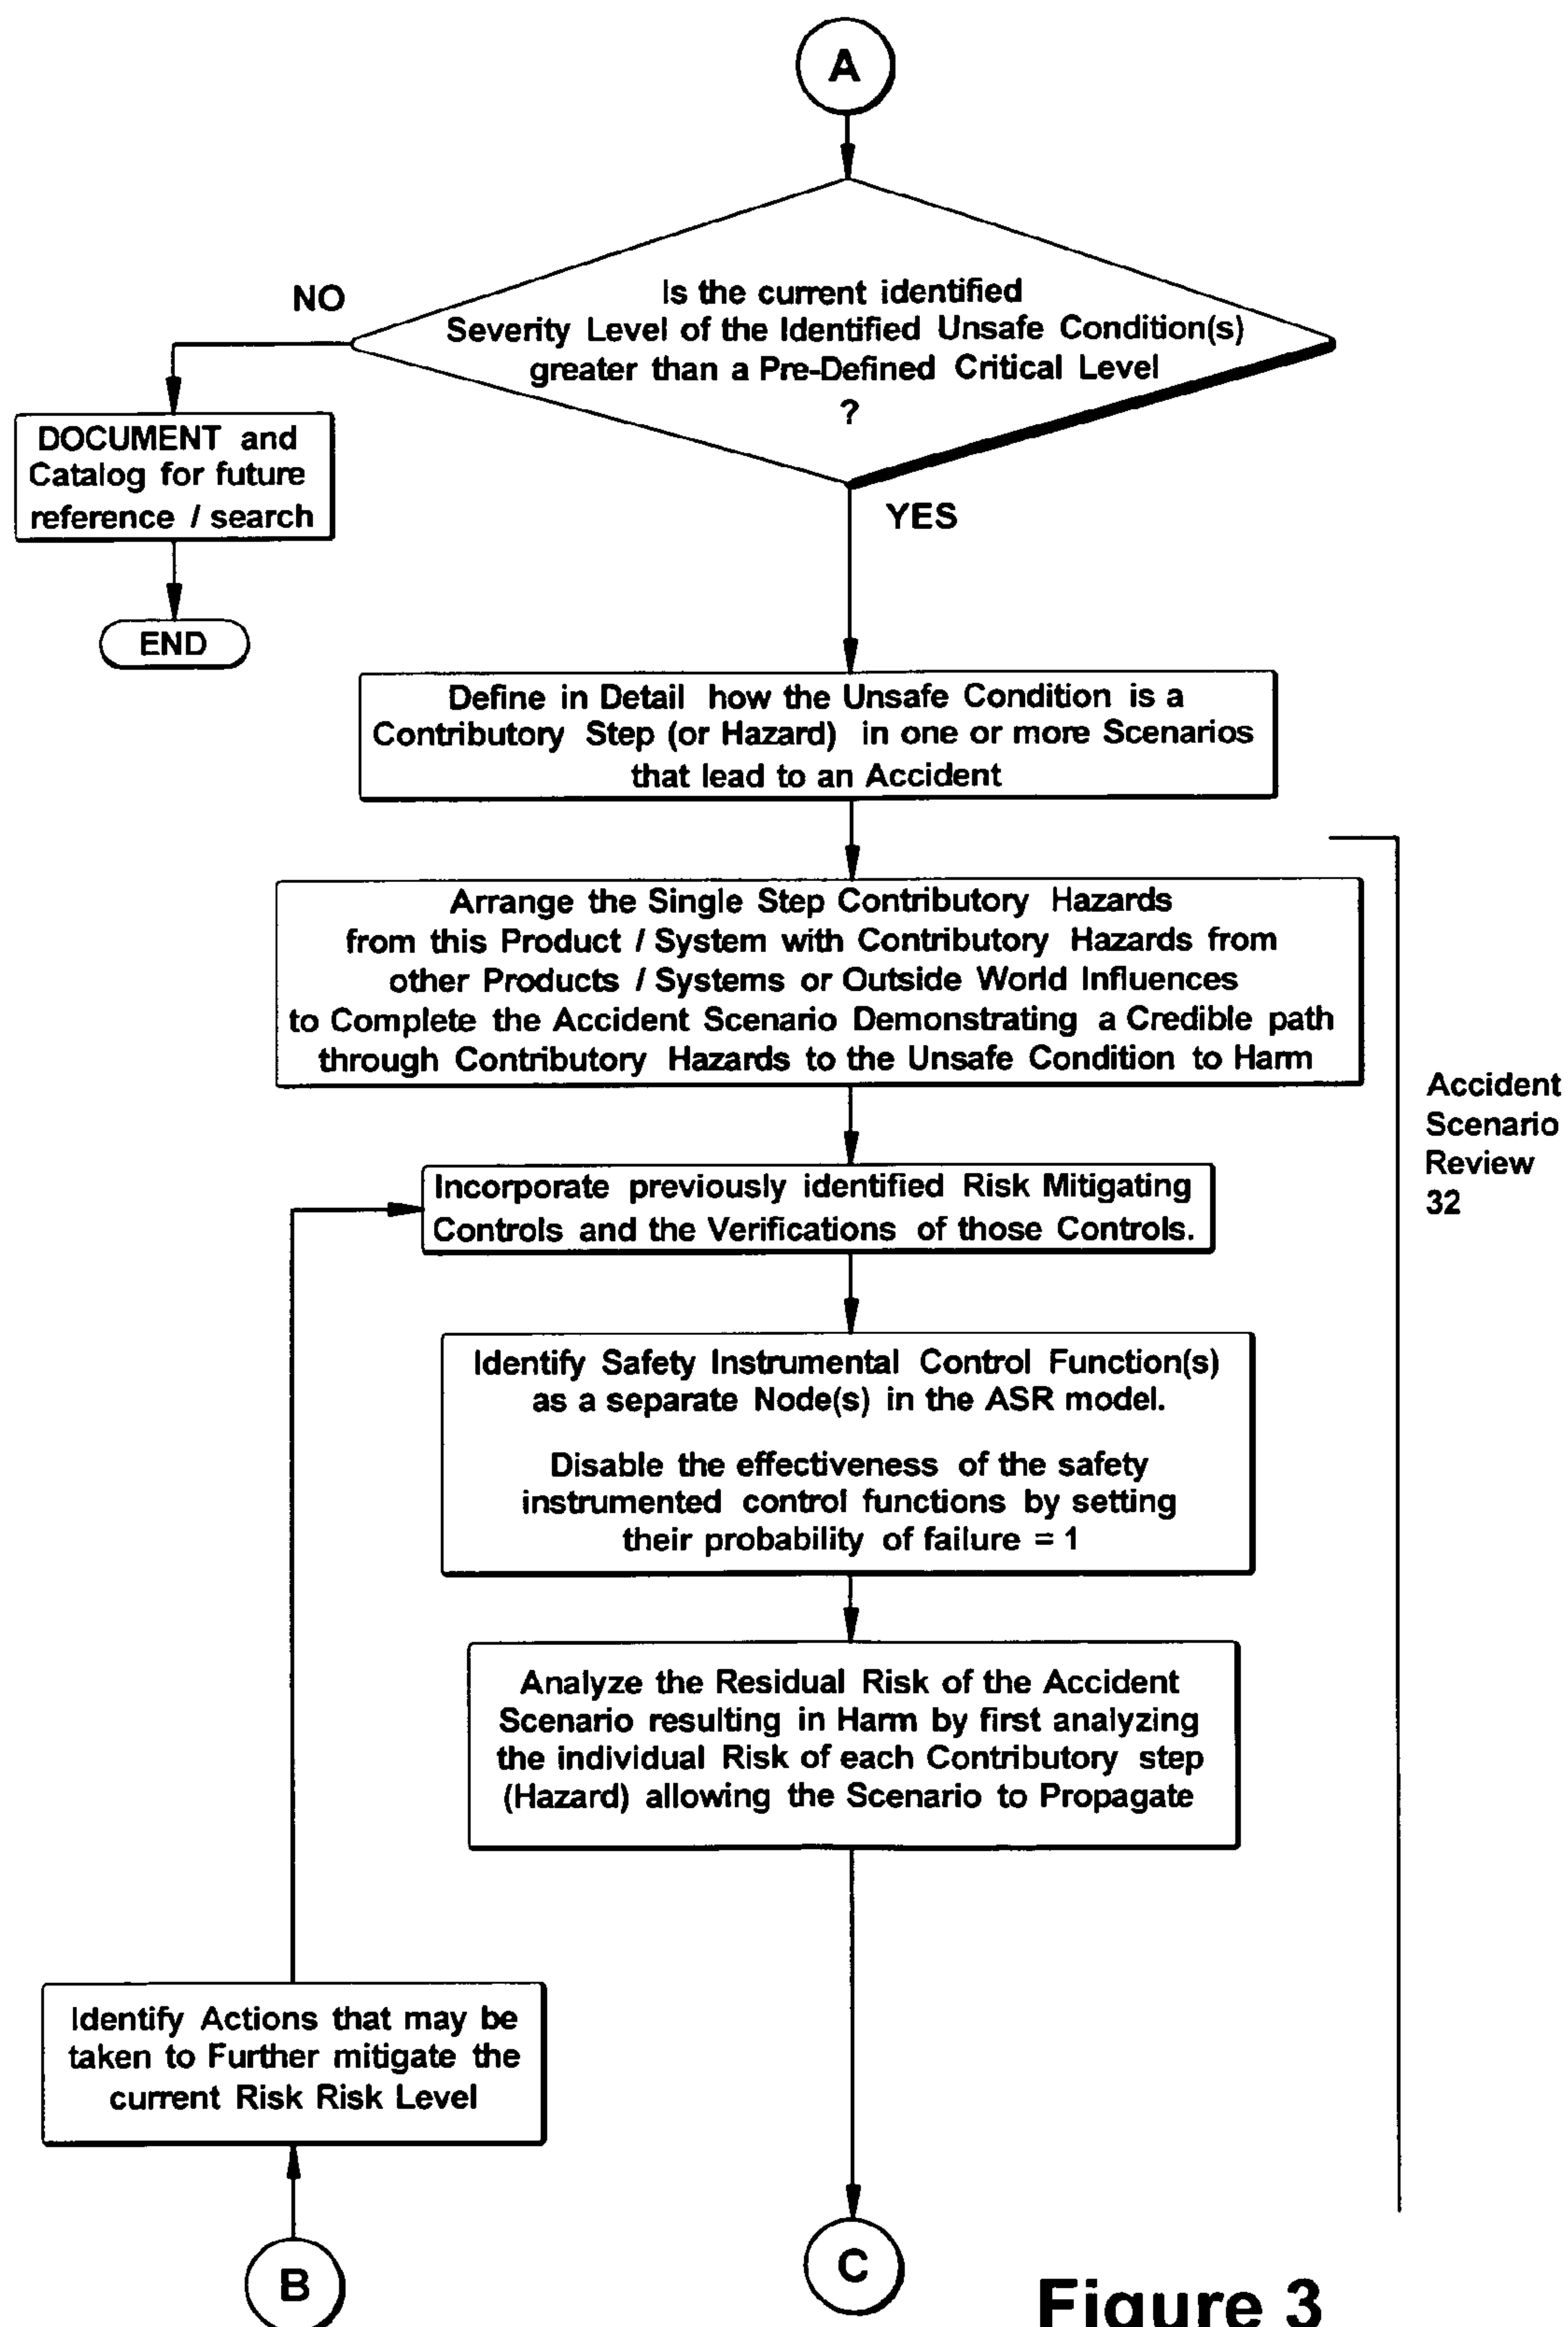 A
Is the current identified
Severity Level of the Identified Unsafe Condition(s)
greater than a Pre-Defined Critical Level
?
NO
DOCUMENT and
Catalog for future
reference / search
END
YES
Define in Detail how the Unsafe Condition is a
Contributory Step (or Hazard) in one or more Scenarios
that lead to an Accident
Arrange the Single Step Contributory Hazards
from this Product / System with Contributory Hazards from
other Products / Systems or Outside World Influences
to Complete the Accident Scenario Demonstrating a Credible path
through Contributory Hazards to the Unsafe Condition to Harm
Accident
Scenario
Review
32
Incorporate previously identified Risk Mitigating
Controls and the Verifications of those Controls.
Identify Safety Instrumental Control Function(s)
as a separate Node(s) in the ASR model.
Disable the effectiveness of the safety
instrumented control functions by setting
their probability of failure = 1
Analyze the Residual Risk of the Accident
Scenario resulting in Harm by first analyzing
the individual Risk of each Contributory step
(Hazard) allowing the Scenario to Propagate
Identify Actions that may be
taken to Further mitigate the
current Risk Risk Level
B
C
Figure 3